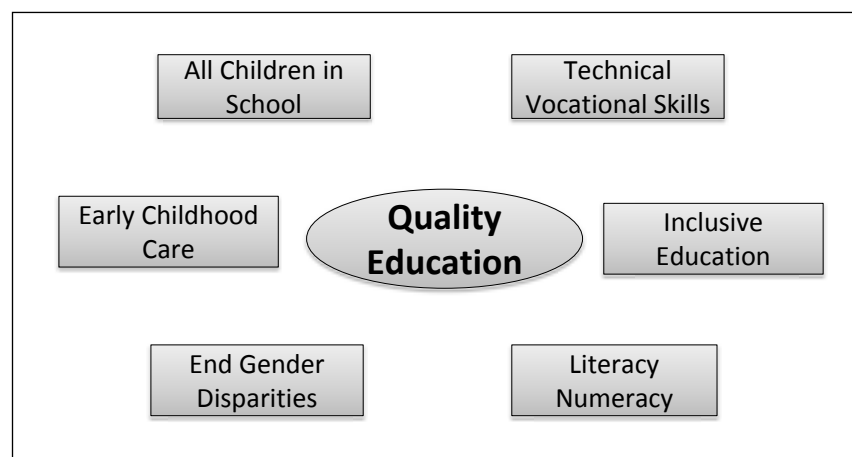 All Children in
School
Technical
Vocational Skills
Early Childhood
Care
Quality
Education
Inclusive
Education
End Gender
Disparities
Literacy
Numeracy